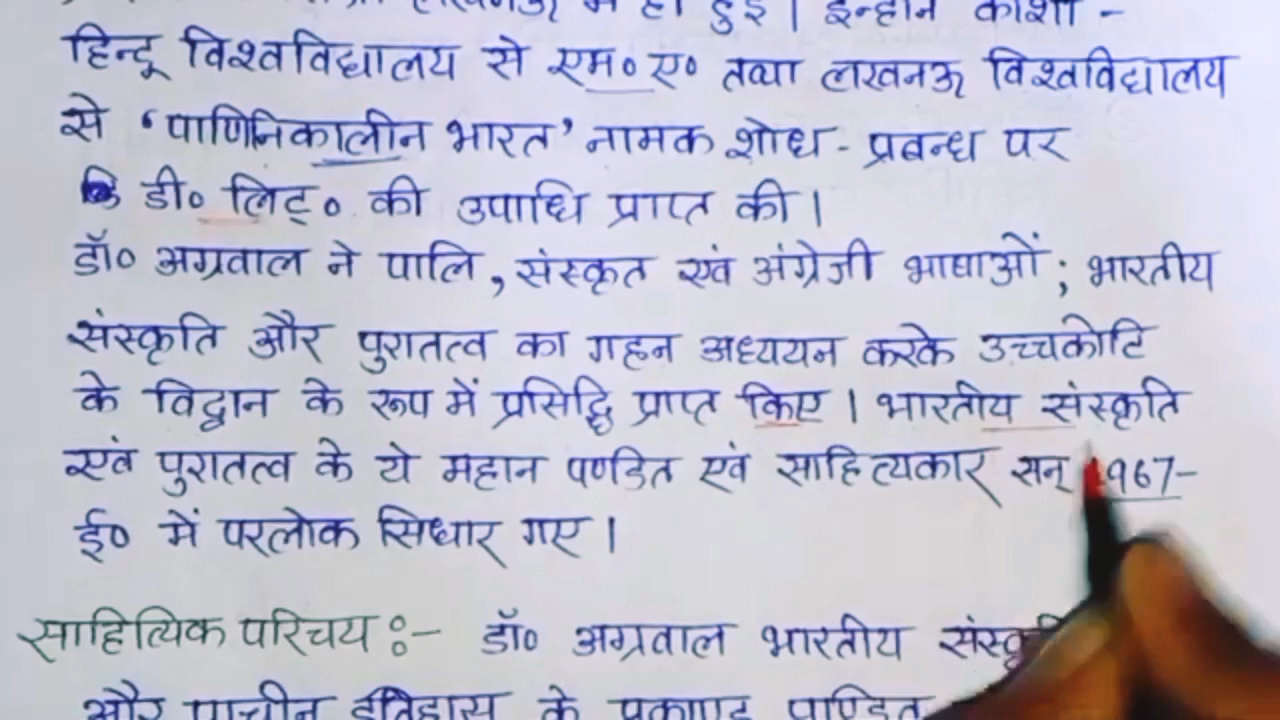 लखनऊ में ही हुई । इन्होंने काशी -
हिन्दू विश्वविद्यालय से एम० ए० तथा लखनऊ विश्वविद्यालय
से ‘पाणिनिकालीन भारत’ नामक शोध - प्रबन्ध पर
डी० लिट्० की उपाधि प्राप्त की ।
डॉ० अग्रवाल ने पालि , संस्कृत एवं अंग्रेजी भाषाओं ; भारतीय
संस्कृति और पुरातत्व का गहन अध्ययन करके उच्चकोटि
के विद्वान के रूप में प्रसिद्धि प्राप्त किए । भारतीय संस्कृति
एवं पुरातत्व के ये महान पण्डित एवं साहित्यकार सन् 1967-
ई० में परलोक सिधार गए ।
साहित्यिक परिचय :- डॉ० अग्रवाल भारतीय
और प्राचीन इतिहास के प्रकाण्ड पाण्डित